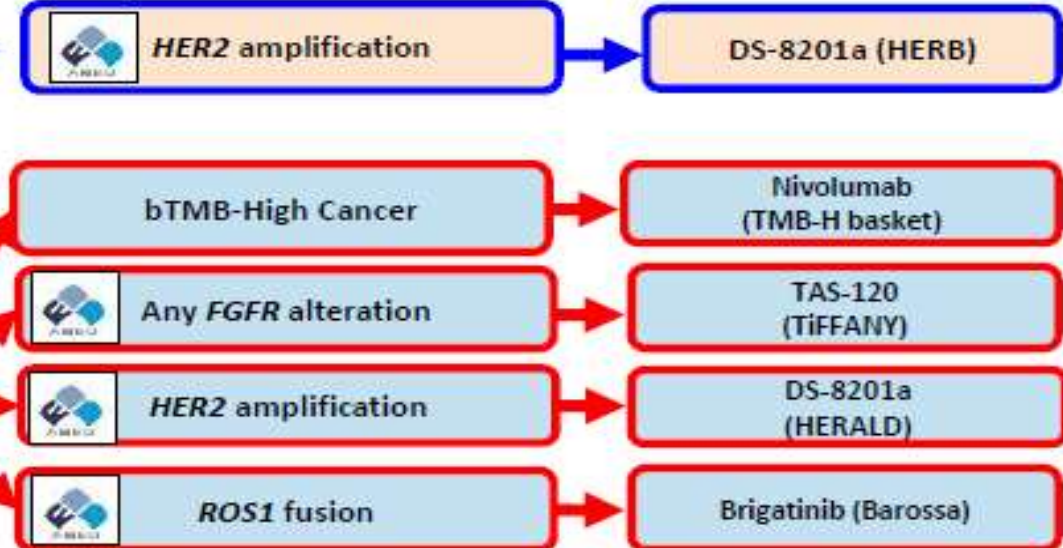 HER2 amplification
DS-8201a (HERB)
bTMB-High Cancer
Nivolumab
(TMB-H basket)
Any FGFR alteration
TAS-120
(TiFFANY)
HER2 amplification
DS-8201a
(HERALD)
ROS1 fusion
Brigatinib (Barossa)